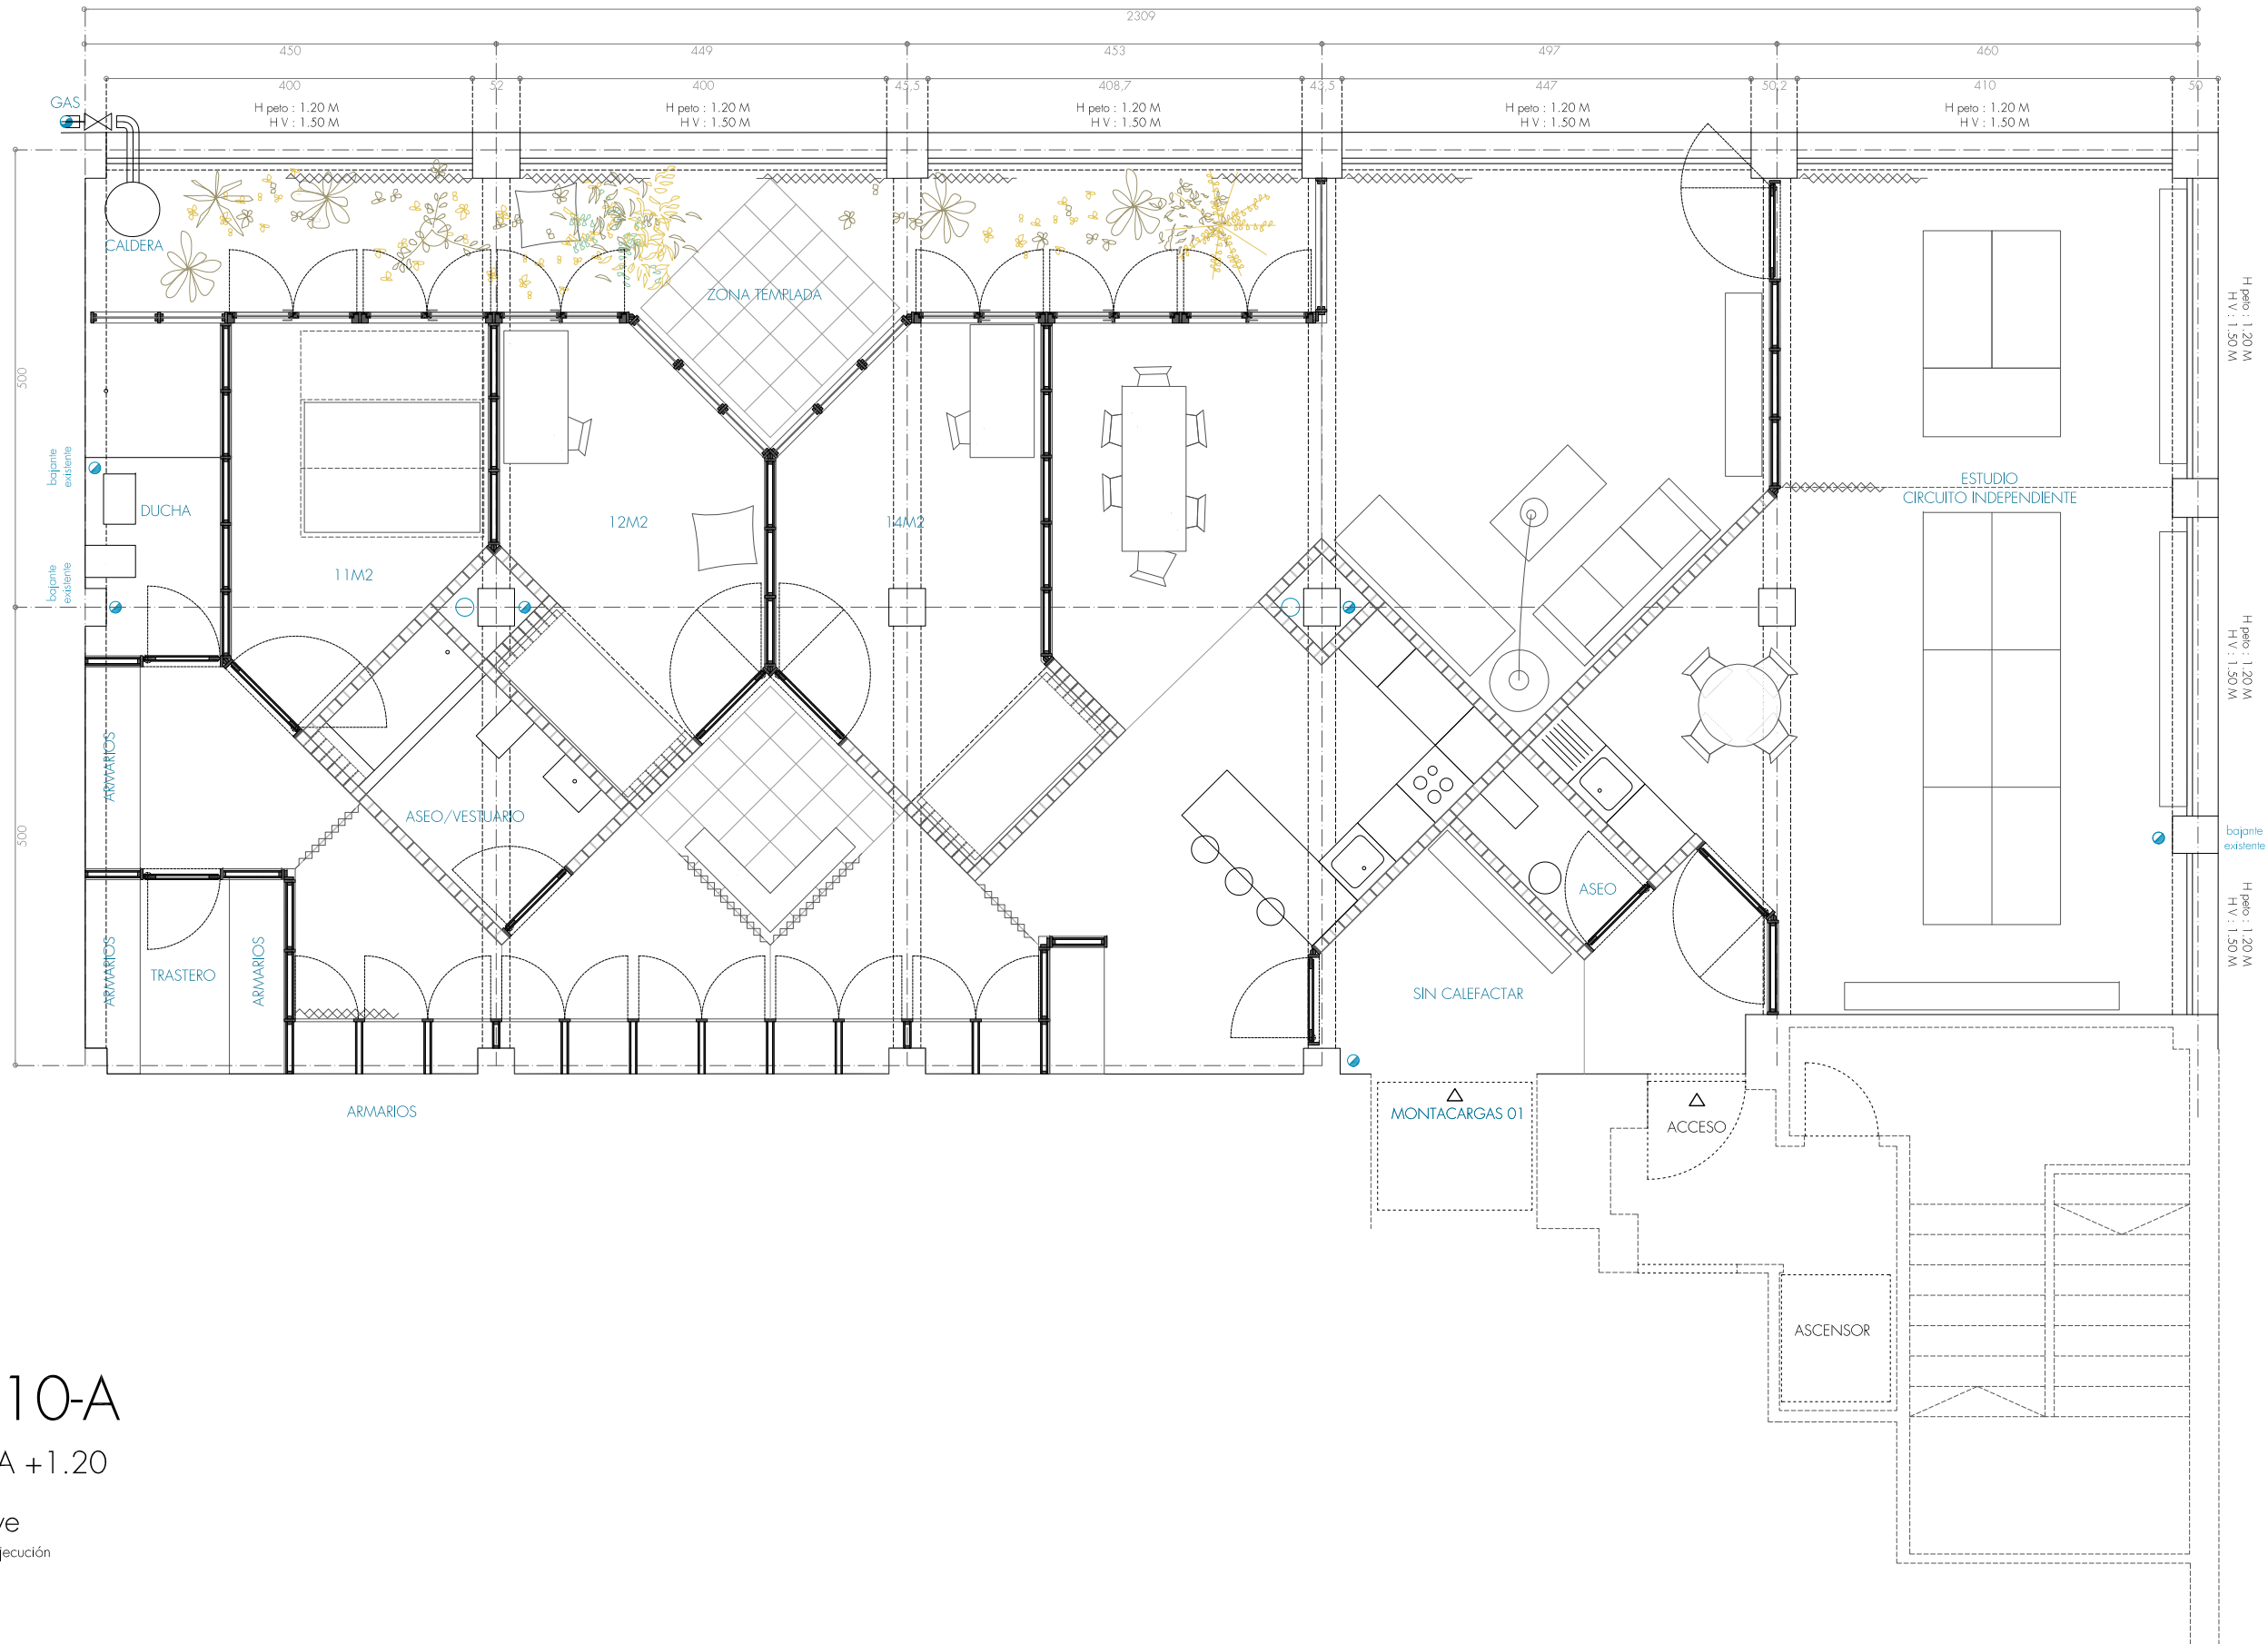 2309
450
449
453
497
460
400
52
400
45,5
408,7
43,5
447
50,2
410
50
GAS
H peto : 1.20 M
H V : 1.50 M
H peto : 1.20 M
H V : 1.50 M
H peto : 1.20 M
H V : 1.50 M
H peto : 1.20 M
H V : 1.50 M
H peto : 1.20 M
H V : 1.50 M
CALDERA
ZONA TEMPLADA
H peto : 1.20 M
H V : 1.50 M
500
bajante
existente
DUCHA
12M2
14M2
ESTUDIO
CIRCUITO INDEPENDIENTE
11M2
bajante
existente
H peto : 1.20 M
H V : 1.50 M
ARMARIOS
ASEO/VESTUARIO
500
bajante
existente
ASEO
H peto : 1.20 M
H V : 1.50 M
ARMARIOS
TRASTERO
ARMARIOS
SIN CALEFACTAR
ARMARIOS
MONTACARGAS 01
ACCESO
ASCENSOR
10-A
A +1.20
ve
jecución